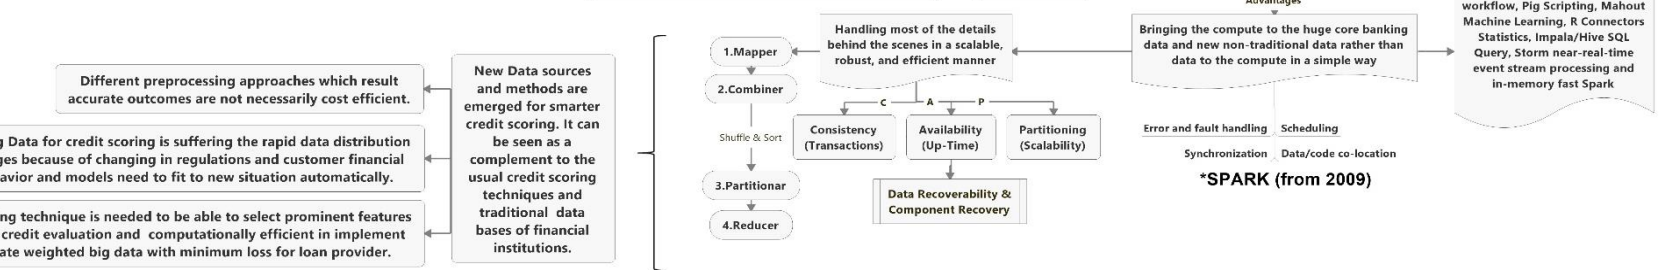 Different preprocessing approaches which result
accurate outcomes are not necessarily cost efficient.
Data for credit scoring is suffering the rapid data distribution
because of changing in regulations and customer financial
and models need to fit to new situation automatically.
technique is needed to be able to select prominent features
credit evaluation and computationally efficient in implement
weighted big data with minimum loss for loan provider.
New Data sources
and methods are
emerged for smarter
credit scoring. It can
be seen as a
complement to the
usual credit scoring
techniques and
traditional data
bases of financial
institutions.
1.Mapper
2.Combiner
Shuffle & Sort
3.Partitionar
4.Reducer
Handling most of the details
behind the scenes in a scalable,
robust, and efficient manner
C
A
P
Consistency
(Transactions)
Availability
(Up-Time)
Partitioning
(Scalability)
Data Recoverability &
Component Recovery
Advantages
Bringing the compute to the huge core banking
data and new non-traditional data rather than
data to the compute in a simple way
Error and fault handling
Scheduling
Synchronization
Data/code co-location
*SPARK (from 2009)
workflow, Pig Scripting, Mahout
Machine Learning, R Connectors
Statistics, Impala/Hive SQL
Query, Storm near-real-time
event stream processing and
in-memory fast Spark